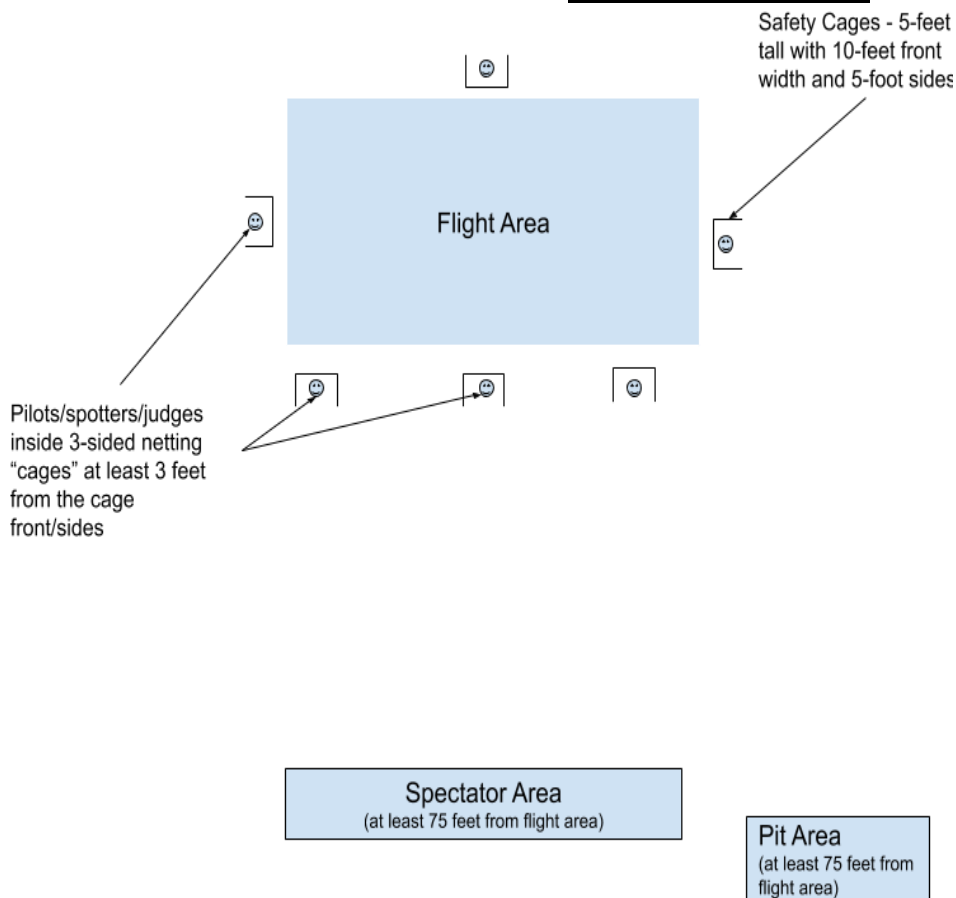 Safety Cages - 5-feet
tall with 10-feet front
width and 5-foot sides
Flight Area
Pilots/spotters/judges
inside 3-sided netting
“cages” at least 3 feet
from the cage
front/sides
Spectator Area
(at least 75 feet from flight area)
Pit Area
(at least 75 feet from
flight area)